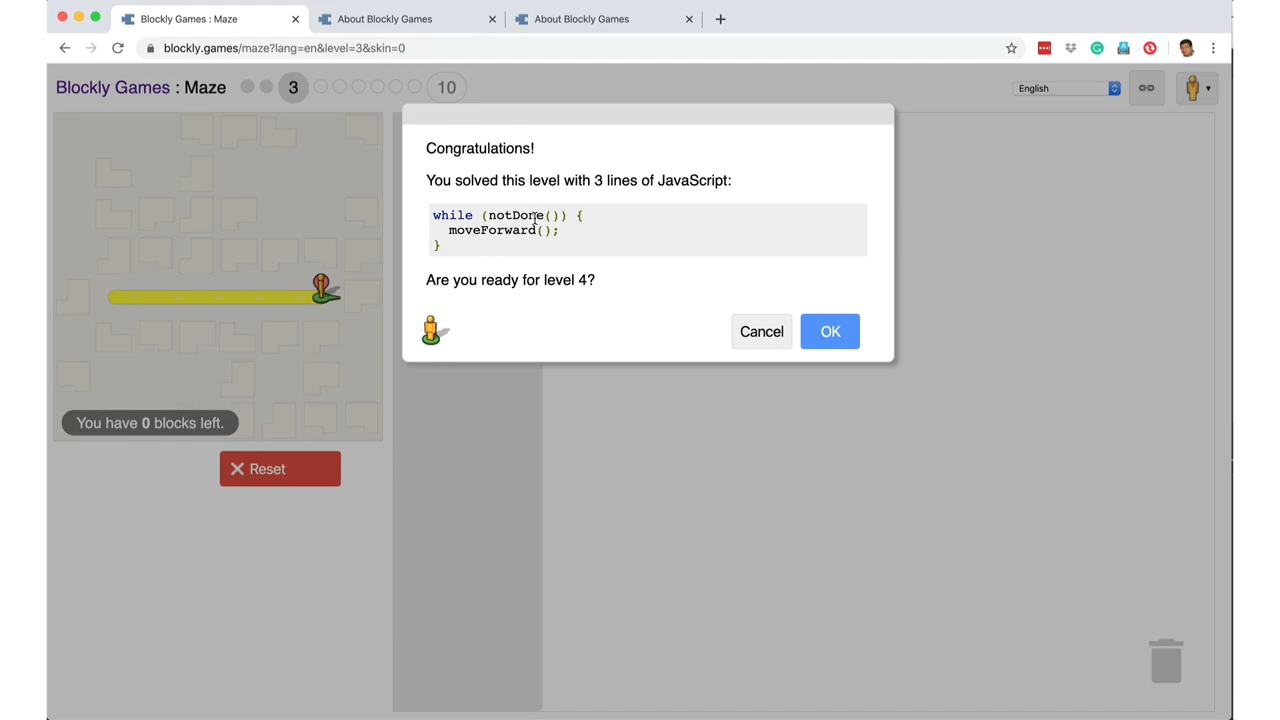 Blockly Games : Maze
About Blockly Games
About Blockly Games
blockly.games/maze?lang=en&level=3&skin=0
Blockly Games : Maze 3 10
English
Congratulations!
You solved this level with 3 lines of JavaScript:
while (notDone()) {
moveForward();
}
Are you ready for level 4?
Cancel
OK
You have 0 blocks left.
Reset